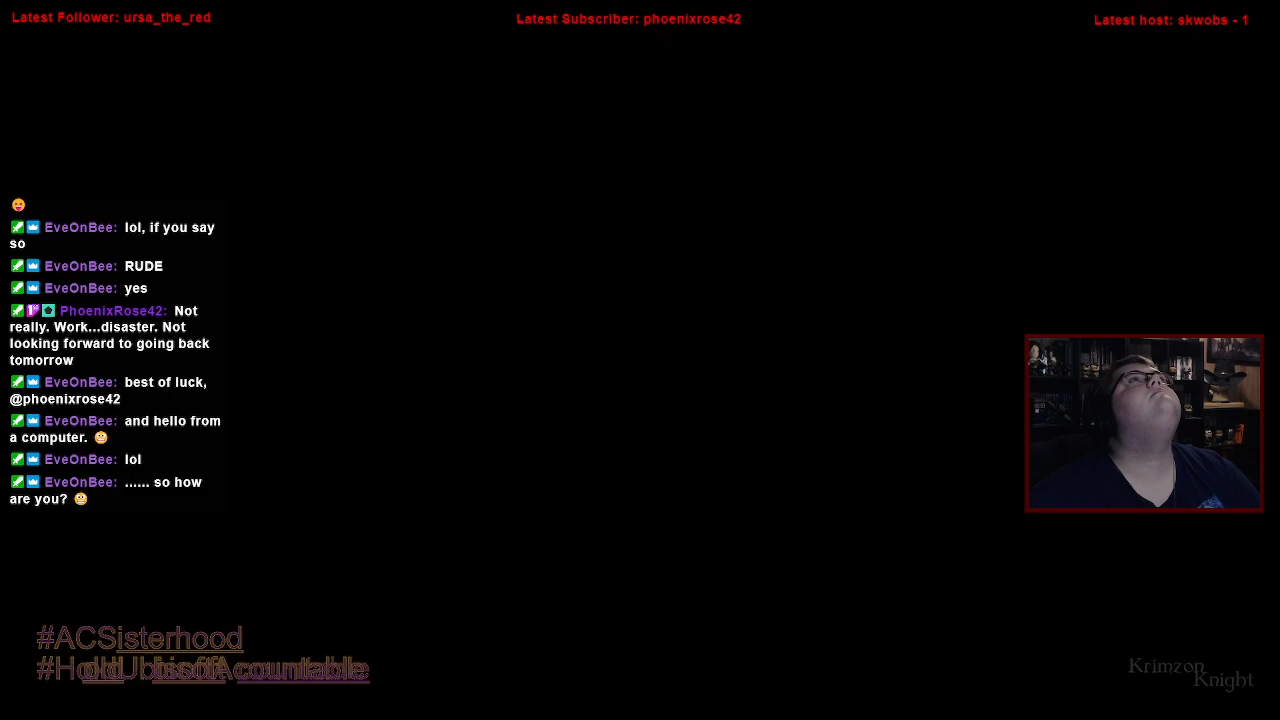 Latest Follower: ursa_the_red
Latest Subscriber: phoenixrose42
Latest host: skwobs - 1
EveOnBee: lol, if you say
so
EveOnBee: RUDE
EveOnBee: yes
PhoenixRose42: Not
really. Work...disaster. Not
looking forward to going back
tomorrow
EveOnBee: best of luck,
@phoenixrose42
EveOnBee: and hello from
a computer.
EveOnBee: lol
EveOnBee: ...... so how
are you?
#ACSisterhood
#HoldUbisoftAcountable
Krimzon
Knight